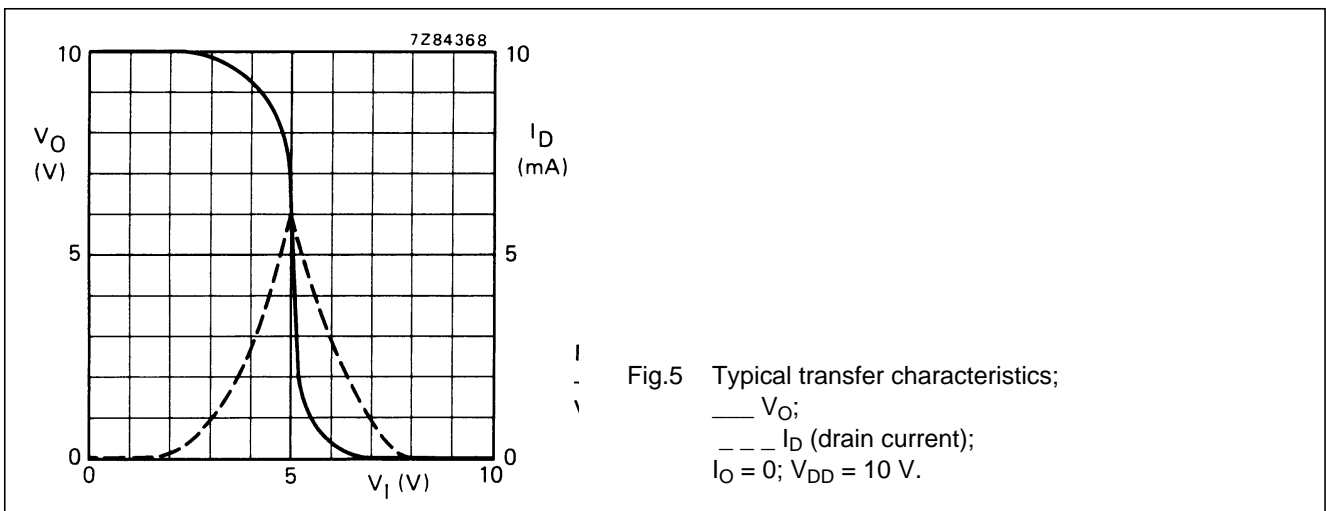 7Z84368
10
10
V_O
(V)
I_D
(mA)
5
5
0
0
0
5
10
V_I (V)
Fig.5 Typical transfer characteristics;
___ V_O;
_ _ _ I_D (drain current);
I_O = 0; V_DD = 10 V.